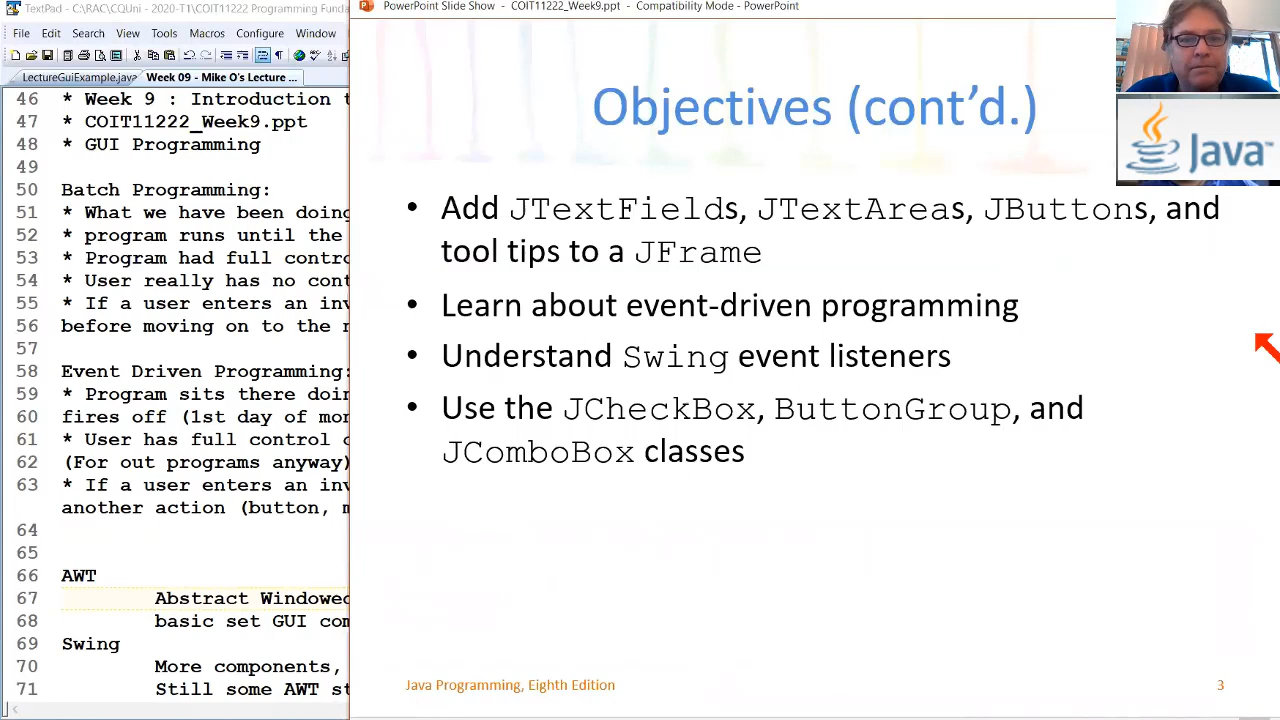 TextPad - C:\RAC\CQUni - 2020-T1\COIT11222 Programming Funda
File Edit Search View Tools Macros Configure Window
LectureGuiExample.java Week 09 - Mike O's Lecture ...
46 * Week 9 : Introduction t
47 * COIT11222_Week9.ppt
48 * GUI Programming
49
50 Batch Programming:
51 * What we have been doing
52 * program runs until the
53 * Program had full contro
54 * User really has no cont
55 * If a user enters an inv
56 before moving on to the n
57
58 Event Driven Programming:
59 * Program sits there doin
60 fires off (1st day of mon
61 * User has full control o
62 (For out programs anyway)
63 * If a user enters an inv
another action (button, m
64
65
66 AWT
67 Abstract Windowed
68 basic set GUI com
69 Swing
70 More components,
71 Still some AWT st
PowerPoint Slide Show - COIT11222_Week9.ppt - Compatibility Mode - PowerPoint
Objectives (cont’d.)
• Add JTextFields, JTextAreas, JButtons, and
tool tips to a JFrame
• Learn about event-driven programming
• Understand Swing event listeners
• Use the JCheckBox, ButtonGroup, and
JComboBox classes
Java Programming, Eighth Edition
3
Java™